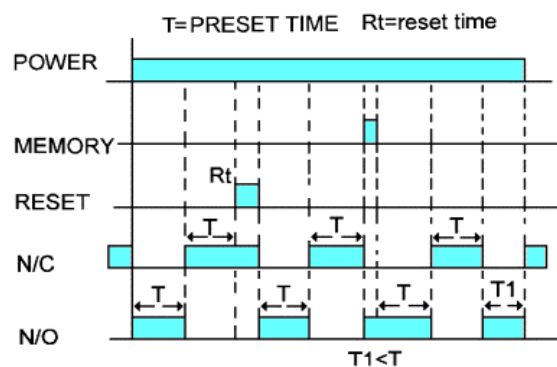 T=PRESET TIME Rt=reset time
POWER
MEMORY
Rt
RESET
T T T
N/C
T T T T1
N/O
T1<T